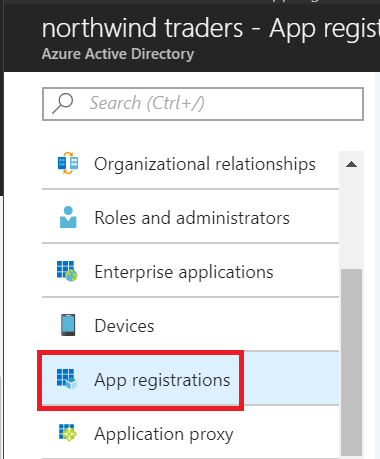 northwind traders - App regist
Azure Active Directory
Search (Ctrl+/)
Organizational relationships
Roles and administrators
Enterprise applications
Devices
App registrations
Application proxy